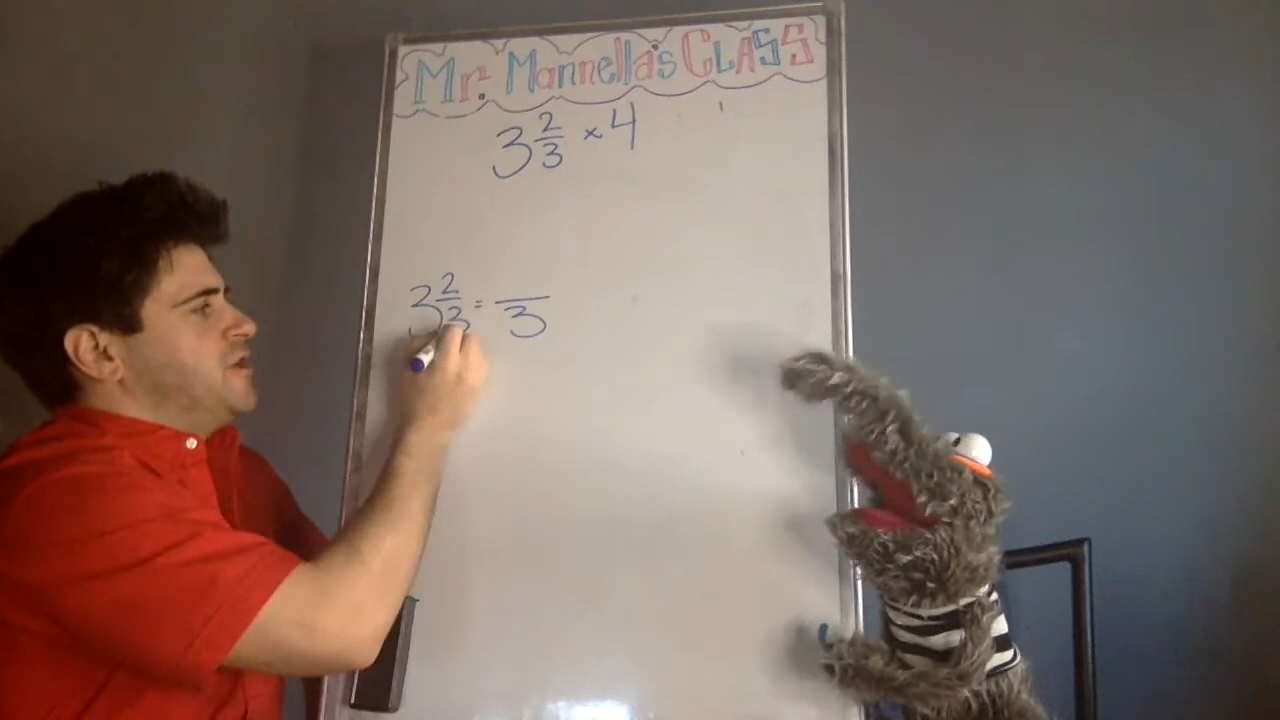 Mr. Mannella's CLASS
3 2/3 × 4
3 2/3 = /3